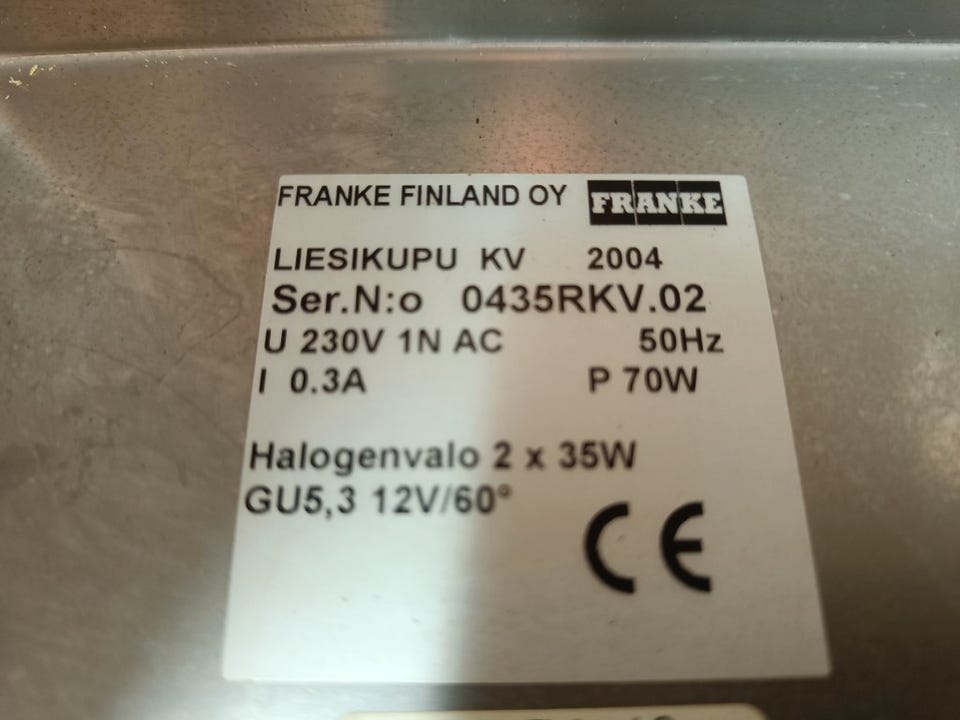 FRANKE FINLAND OY FRANKE
LIESIKUPU KV 2004
Ser.N:o 0435RKV.02
U 230V 1N AC 50Hz
I 0.3A P 70W
Halogenvalo 2 x 35W
GU5,3 12V/60°
CE